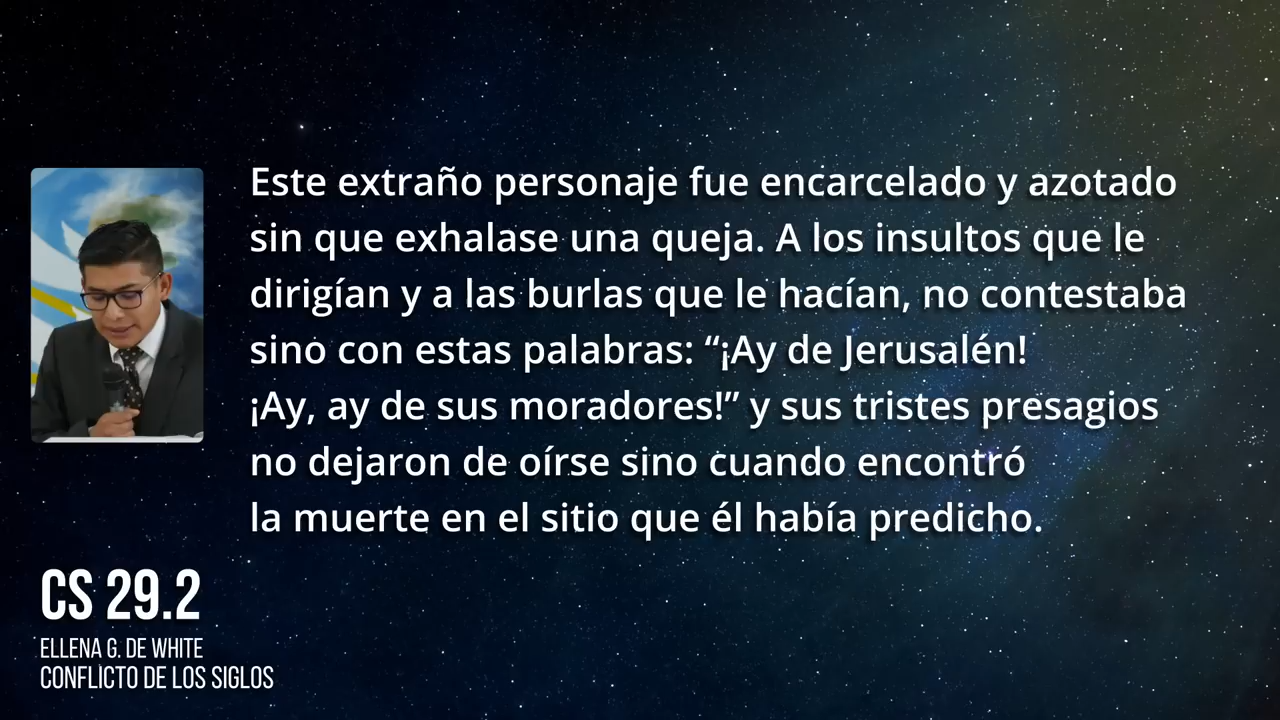 Este extraño personaje fue encarcelado y azotado
sin que exhalase una queja. A los insultos que le
dirigían y a las burlas que le hacían, no contestaba
sino con estas palabras: “¡Ay de Jerusalén!
¡Ay, ay de sus moradores!” y sus tristes presagios
no dejaron de oírse sino cuando encontró
la muerte en el sitio que él había predicho.
CS 29.2
ELLENA G. DE WHITE
CONFLICTO DE LOS SIGLOS